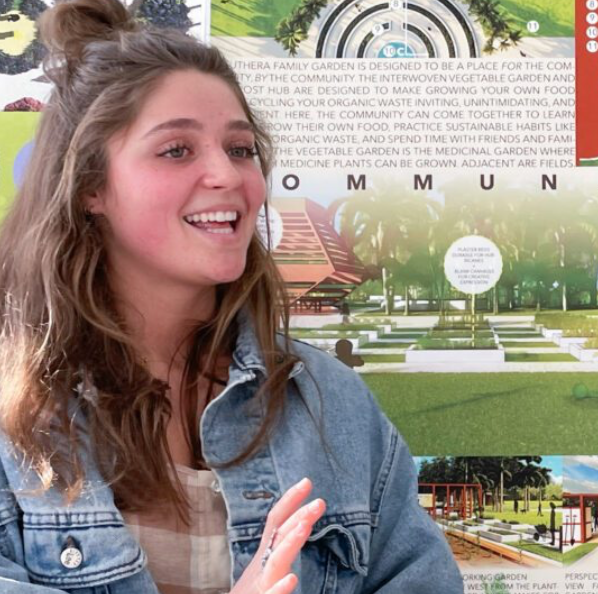 UTHERA FAMILY GARDEN IS DESIGNED TO BE A PLACE FOR THE COM-
TY, BY THE COMMUNITY. THE INTERWOVEN VEGETABLE GARDEN AND
OST HUB ARE DESIGNED TO MAKE GROWING YOUR OWN FOOD
CYCLING YOUR ORGANIC WASTE INVITING, UNINTIMIDATING, AND
ENT. HERE, THE COMMUNITY CAN COME TOGETHER TO LEARN
ROW THEIR OWN FOOD, PRACTICE SUSTAINABLE HABITS LIKE
ORGANIC WASTE, AND SPEND TIME WITH FRIENDS AND FAMI-
THE VEGETABLE GARDEN IS THE MEDICINAL GARDEN WHERE
MEDICINE PLANTS CAN BE GROWN. ADJACENT ARE FIELDS
OMMUN
ORKING GARDEN
WEST FROM THE PLANT
PERSPEC